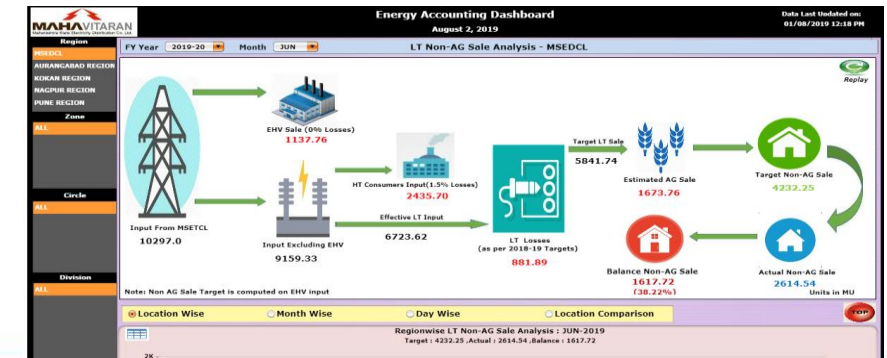 MAHAVITARAN
Maharashtra State Electricity Distribution Co. Ltd.
Energy Accounting Dashboard
August 2, 2019
Data Last Updated on:
01/08/2019 12:18 PM
Region
MSEDCL
AURANGABAD REGION
KOKAN REGION
NAGPUR REGION
PUNE REGION
Zone
ALL
Circle
ALL
Division
ALL
FY Year 2019-20 Month JUN LT Non-AG Sale Analysis - MSEDCL
Replay
EHV Sale (0% Losses)
1137.76
HT Consumers Input(1.5% Losses)
2435.70
Input From MSETCL
10297.0
Input Excluding EHV
9159.33
Effective LT Input
6723.62
LT Losses
(as per 2018-19 Targets)
881.89
Target LT Sale
5841.74
Estimated AG Sale
1673.76
Target Non-AG Sale
4232.25
Balance Non-AG Sale
1617.72
(38.22%)
Actual Non-AG Sale
2614.54
Units in MU
Note: Non AG Sale Target is computed on EHV input
Location Wise Month Wise Day Wise Location Comparison
TOP
Regionwise LT Non-AG Sale Analysis : JUN-2019
Target : 4232.25 ,Actual : 2614.54 ,Balance : 1617.72
2K